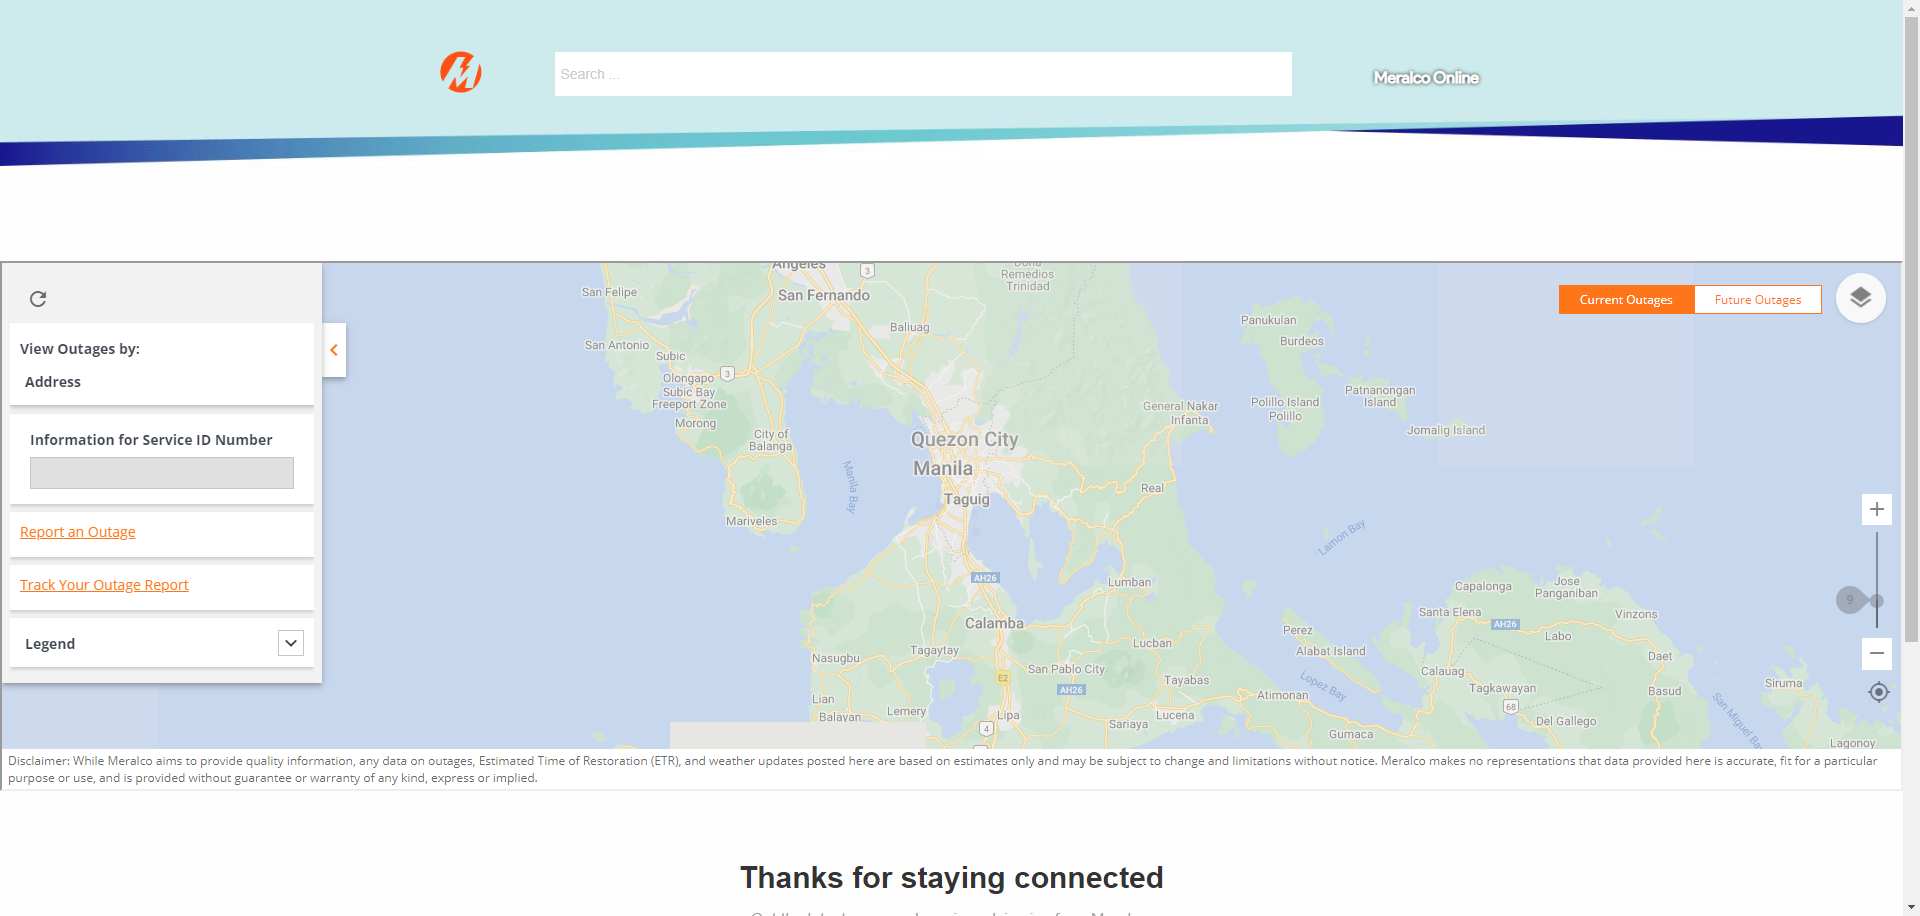 Search ...
Meralco Online
View Outages by:
Address
Information for Service ID Number
Report an Outage
Track Your Outage Report
Legend
Current Outages
Future Outages
Angeles
3
Dona
Remedios
Trinidad
San Felipe
San Fernando
Baliuag
Panukulan
Burdeos
San Antonio
Subic
Olongapo
3
Subic Bay
Freeport Zone
Morong
City of
Balanga
General Nakar
Infanta
Polillo Island
Polillo
Patnanongan
Island
Jomalig Island
Quezon City
Manila
Taguig
Manila Bay
Real
Mariveles
Lamon Bay
AH26
Lumban
Capalonga
Jose
Panganiban
9
Santa Elena
Vinzons
AH26
Calamba
Perez
Labo
Lucban
Alabat Island
Tagaytay
Nasugbu
San Pablo City
Daet
Calauag
E2
AH26
Tayabas
Lopez Bay
Tagkawayan
Siruma
Atimonan
Basud
Lian
Lemery
Lipa
Lucena
68
San Miguel Bay
Balayan
Sariaya
Del Gallego
4
Gumaca
Lagonoy
Disclaimer: While Meralco aims to provide quality information, any data on outages, Estimated Time of Restoration (ETR), and weather updates posted here are based on estimates only and may be subject to change and limitations without notice. Meralco makes no representations that data provided here is accurate, fit for a particular
purpose or use, and is provided without guarantee or warranty of any kind, express or implied.
Thanks for staying connected